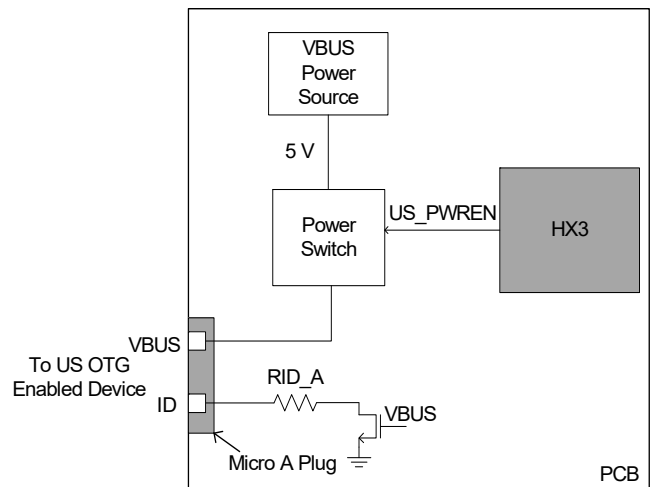 VBUS
Power
Source
5 V
US_PWREN
Power
Switch
HX3
VBUS
To US OTG
Enabled Device
RID_A
ID
VBUS
Micro A Plug
PCB